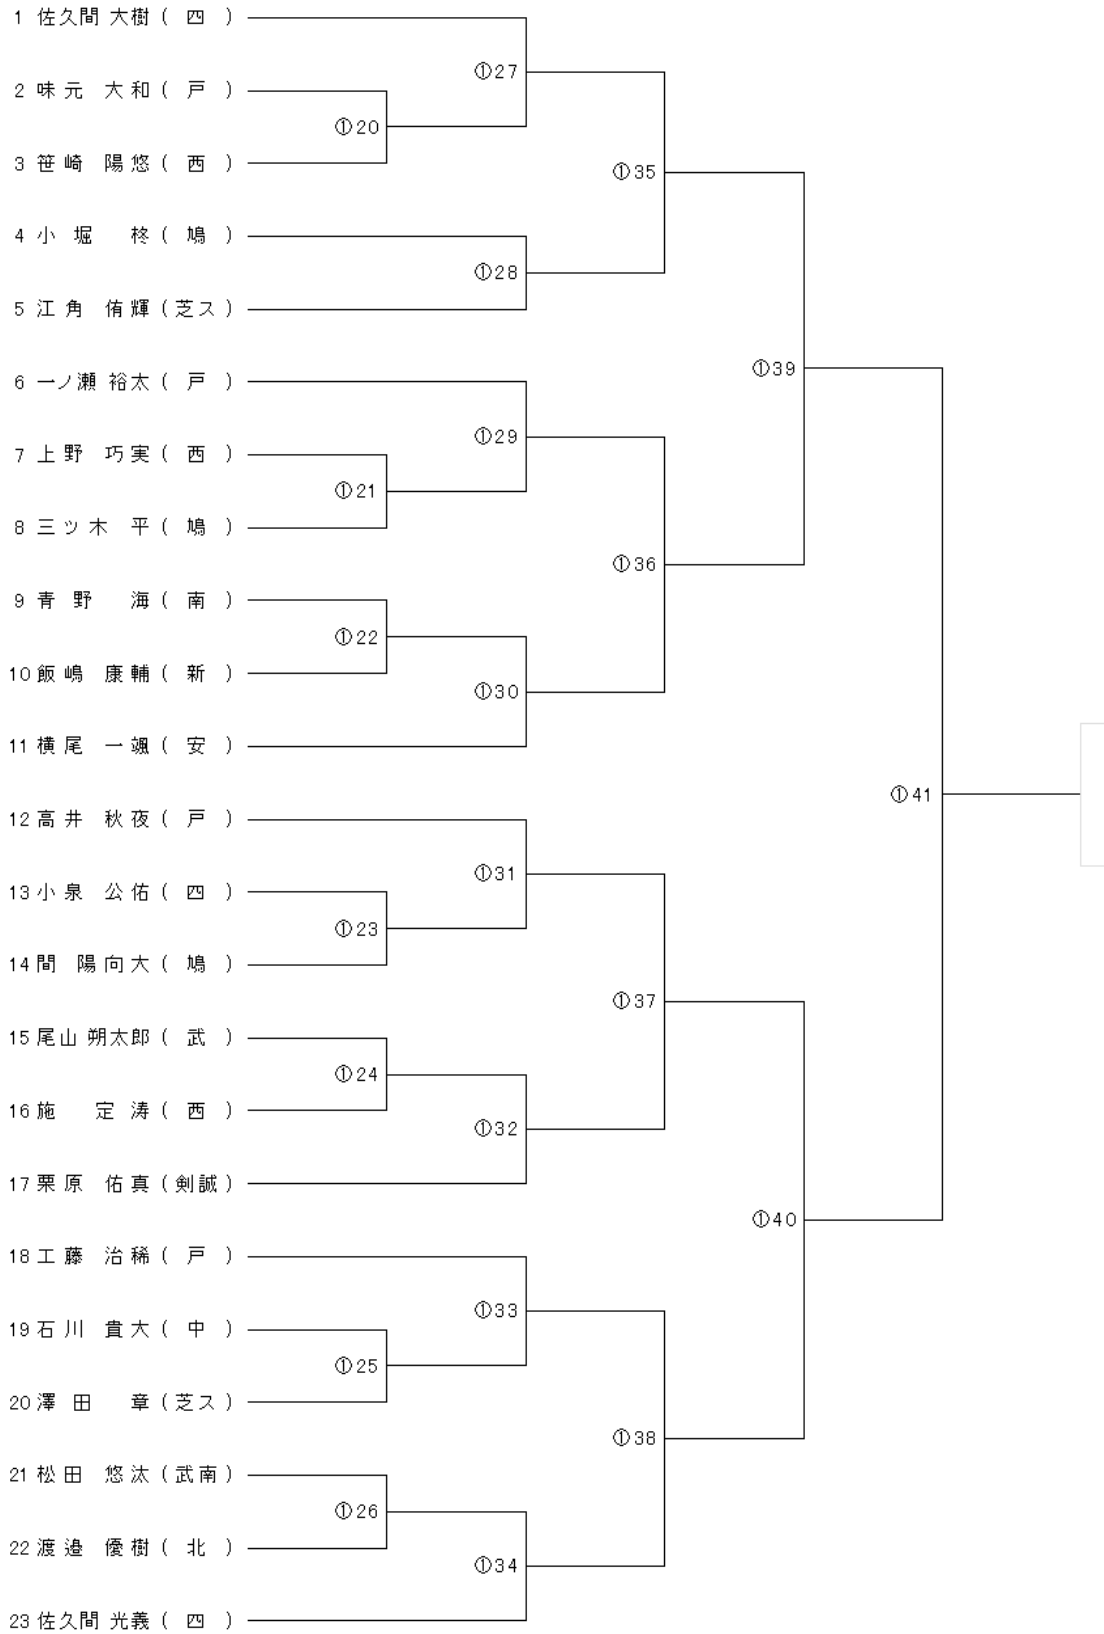 1 佐久間 大樹 ( 四 )
①27
2 味元 大和 ( 戸 )
①20
3 笹崎 陽悠 ( 西 )
①35
4 小堀 柊 ( 鳩 )
①28
5 江角 侑輝 (芝ス)
①39
6 一ノ瀬 裕太 ( 戸 )
①29
7 上野 巧実 ( 西 )
①21
8 三ツ木 平 ( 鳩 )
①36
9 青野 海 ( 南 )
①22
10 飯嶋 康輔 ( 新 )
①30
11 横尾 一颯 ( 安 )
①41
12 高井 秋夜 ( 戸 )
①31
13 小泉 公佑 ( 四 )
①23
14 間 陽向大 ( 鳩 )
①37
15 尾山 朔太郎 ( 武 )
①24
16 施 定涛 ( 西 )
①32
17 栗原 佑真 (剣誠)
①40
18 工藤 治稀 ( 戸 )
①33
19 石川 貴大 ( 中 )
①25
20 澤田 章 (芝ス)
①38
21 松田 悠汰 (武南)
①26
22 渡邉 優樹 ( 北 )
①34
23 佐久間 光義 ( 四 )